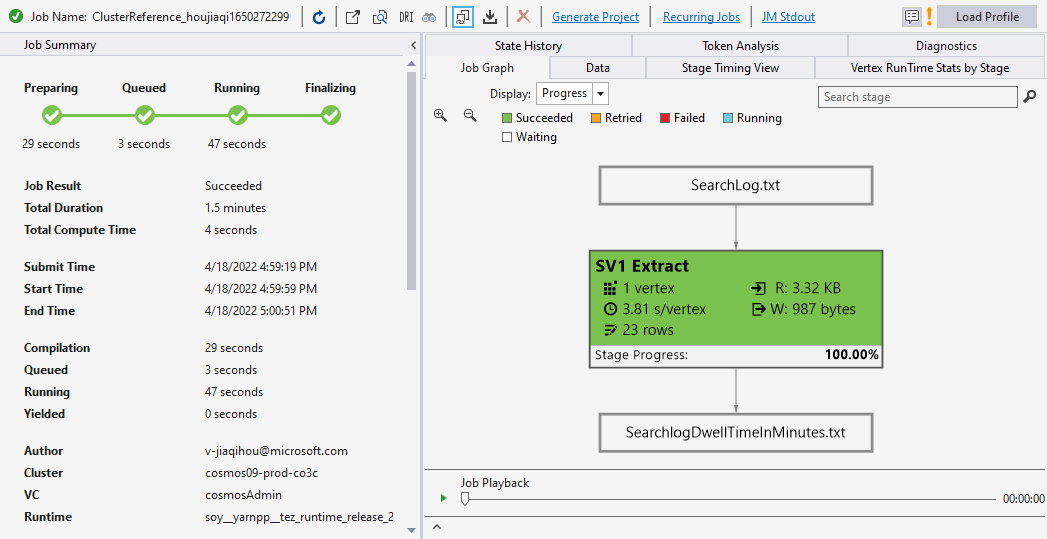 Job Name: ClusterReference_houjiaqi1650272299
DRI
Generate Project
Recurring Jobs
JM Stdout
Load Profile
Job Summary
Preparing Queued Running Finalizing
29 seconds 3 seconds 47 seconds
Job Result Succeeded
Total Duration 1.5 minutes
Total Compute Time 4 seconds
Submit Time 4/18/2022 4:59:19 PM
Start Time 4/18/2022 4:59:59 PM
End Time 4/18/2022 5:00:51 PM
Compilation 29 seconds
Queued 3 seconds
Running 47 seconds
Yielded 0 seconds
Author v-jiaqihou@microsoft.com
Cluster cosmos09-prod-co3c
VC cosmosAdmin
Runtime soy__yarnpp__tez_runtime_release_2
State History Token Analysis Diagnostics
Job Graph Data Stage Timing View Vertex RunTime Stats by Stage
Display: Progress
Search stage
Succeeded Retried Failed Running
Waiting
SearchLog.txt
SV1 Extract
1 vertex R: 3.32 KB
3.81 s/vertex W: 987 bytes
23 rows
Stage Progress: 100.00%
SearchlogDwellTimeInMinutes.txt
Job Playback
00:00:00